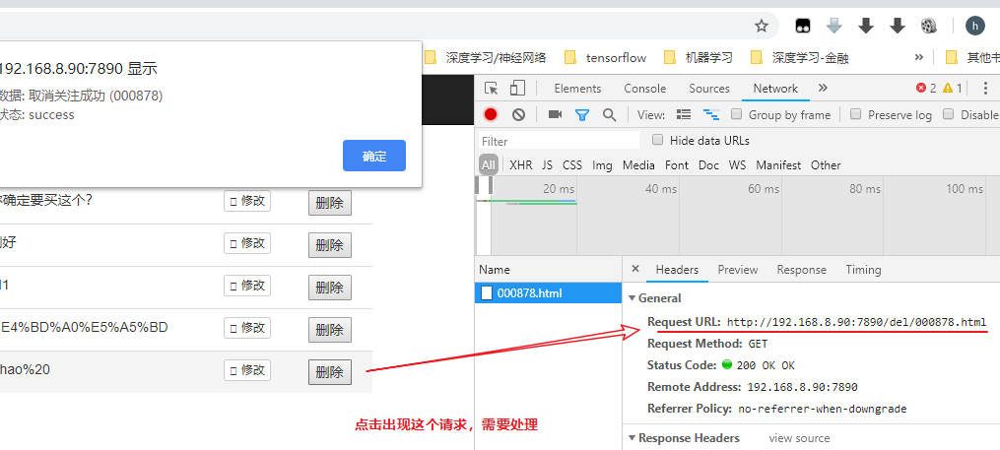 h
深度学习/神经网络
tensorflow
机器学习
深度学习-金融
»
其他书
192.168.8.90:7890 显示
数据: 取消关注成功 (000878)
状态: success
确定
Elements
Console
Sources
Network
»
2
1
View:
Group by frame
Preserve log
Disable
Filter
Hide data URLs
All
XHR
JS
CSS
Img
Media
Font
Doc
WS
Manifest
Other
20 ms
40 ms
60 ms
80 ms
100 ms
确定要买这个?
修改
删除
好
修改
删除
1
修改
删除
E4%BD%A0%E5%A5%BD
修改
删除
hao%20
修改
删除
点击出现这个请求，需要处理
Name
000878.html
×
Headers
Preview
Response
Timing
General
Request URL: http://192.168.8.90:7890/del/000878.html
Request Method: GET
Status Code: 200 OK OK
Remote Address: 192.168.8.90:7890
Referrer Policy: no-referrer-when-downgrade
Response Headers
view source